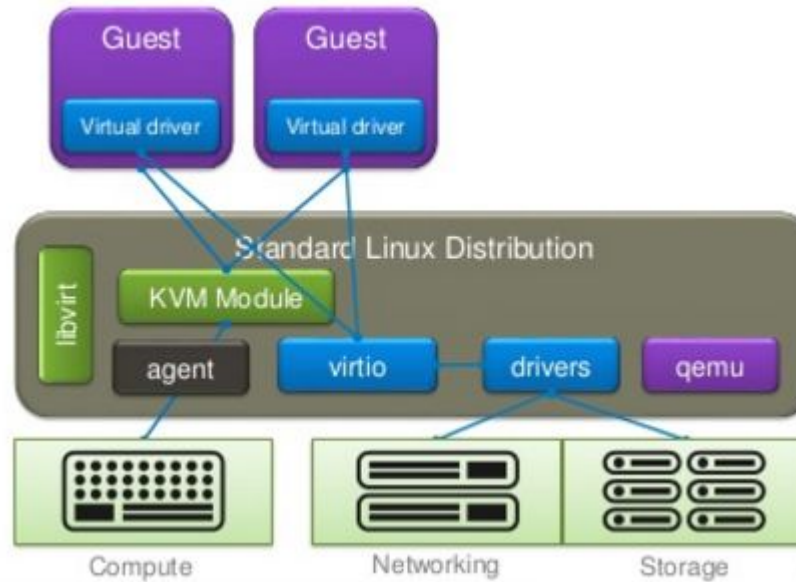 Guest
Guest
Virtual driver
Virtual driver
Standard Linux Distribution
libvirt
KVM Module
agent
virtio
drivers
qemu
Compute
Networking
Storage